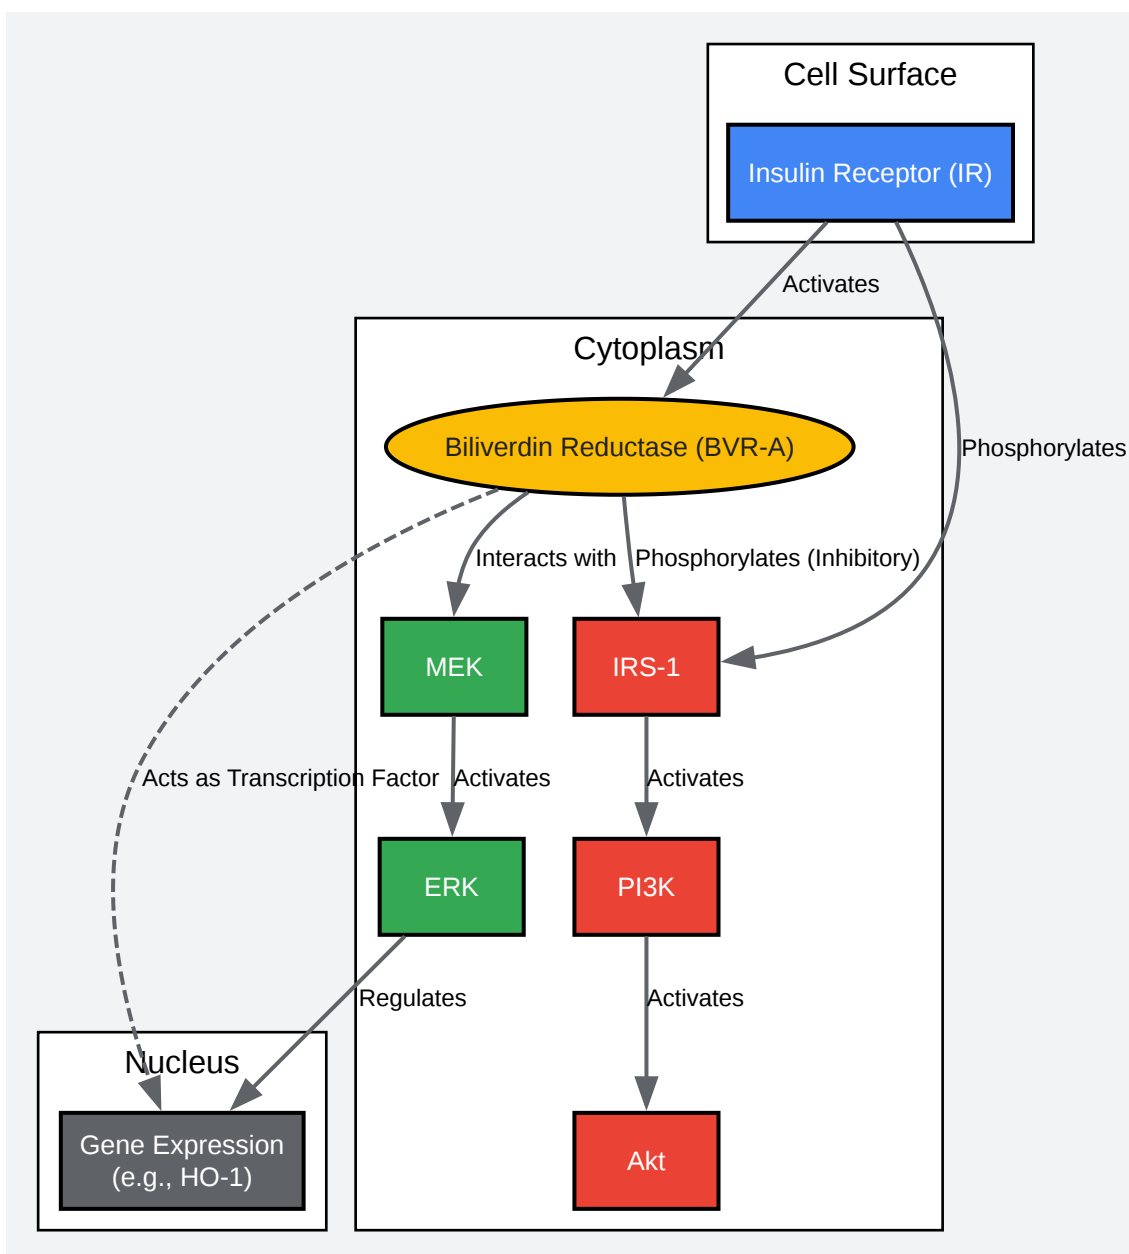 Cell Surface
Insulin Receptor (IR)
Activates
Cytoplasm
Biliverdin Reductase (BVR-A)
Phosphorylates
Interacts with
Phosphorylates (Inhibitory)
MEK
IRS-1
Acts as Transcription Factor
Activates
Activates
ERK
PI3K
Regulates
Activates
Nucleus
Gene Expression
(e.g., HO-1)
Akt